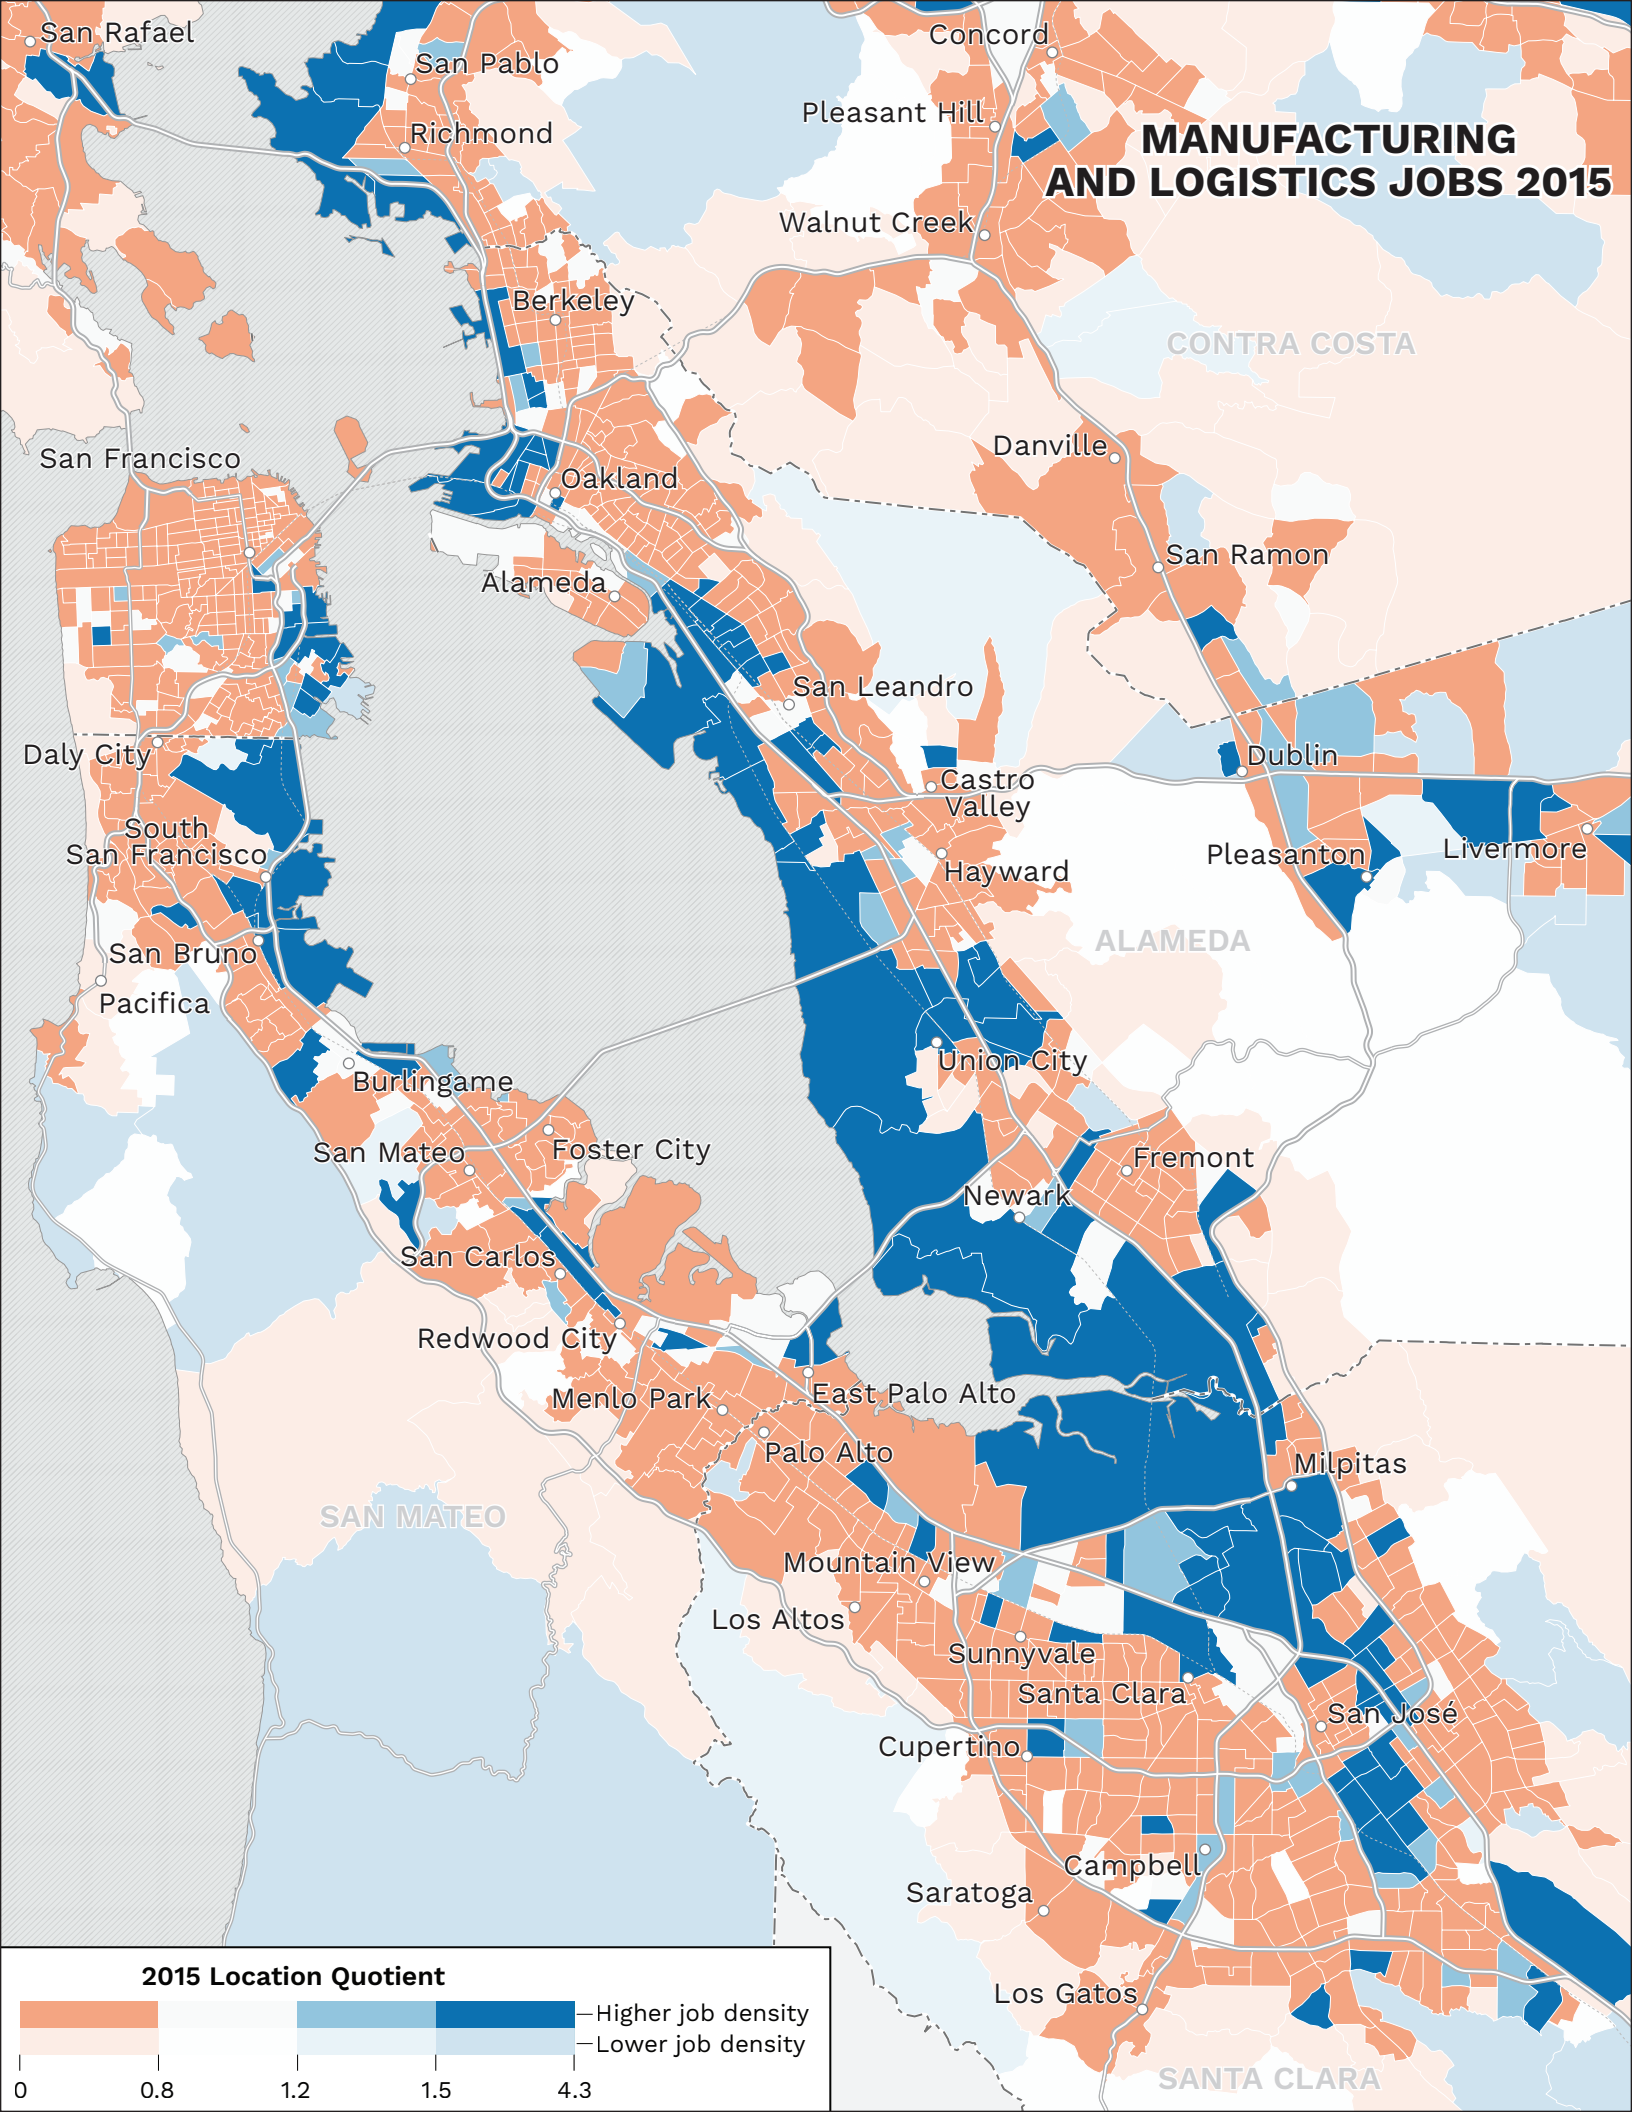 San Rafael
Concord
San Pablo
Pleasant Hill
Richmond
MANUFACTURING
AND LOGISTICS JOBS 2015
Walnut Creek
Berkeley
CONTRA COSTA
Danville
San Francisco
Oakland
San Ramon
Alameda
San Leandro
Daly City
Dublin
Castro
Valley
South
San Francisco
Pleasanton
Livermore
Hayward
ALAMEDA
San Bruno
Pacifica
Union City
Burlingame
San Mateo
Foster City
Fremont
Newark
San Carlos
Redwood City
Menlo Park
East Palo Alto
Palo Alto
Milpitas
SAN MATEO
Mountain View
Los Altos
Sunnyvale
Santa Clara
San José
Cupertino
Campbell
Saratoga
Los Gatos
SANTA CLARA
2015 Location Quotient
Higher job density
Lower job density
0 0.8 1.2 1.5 4.3